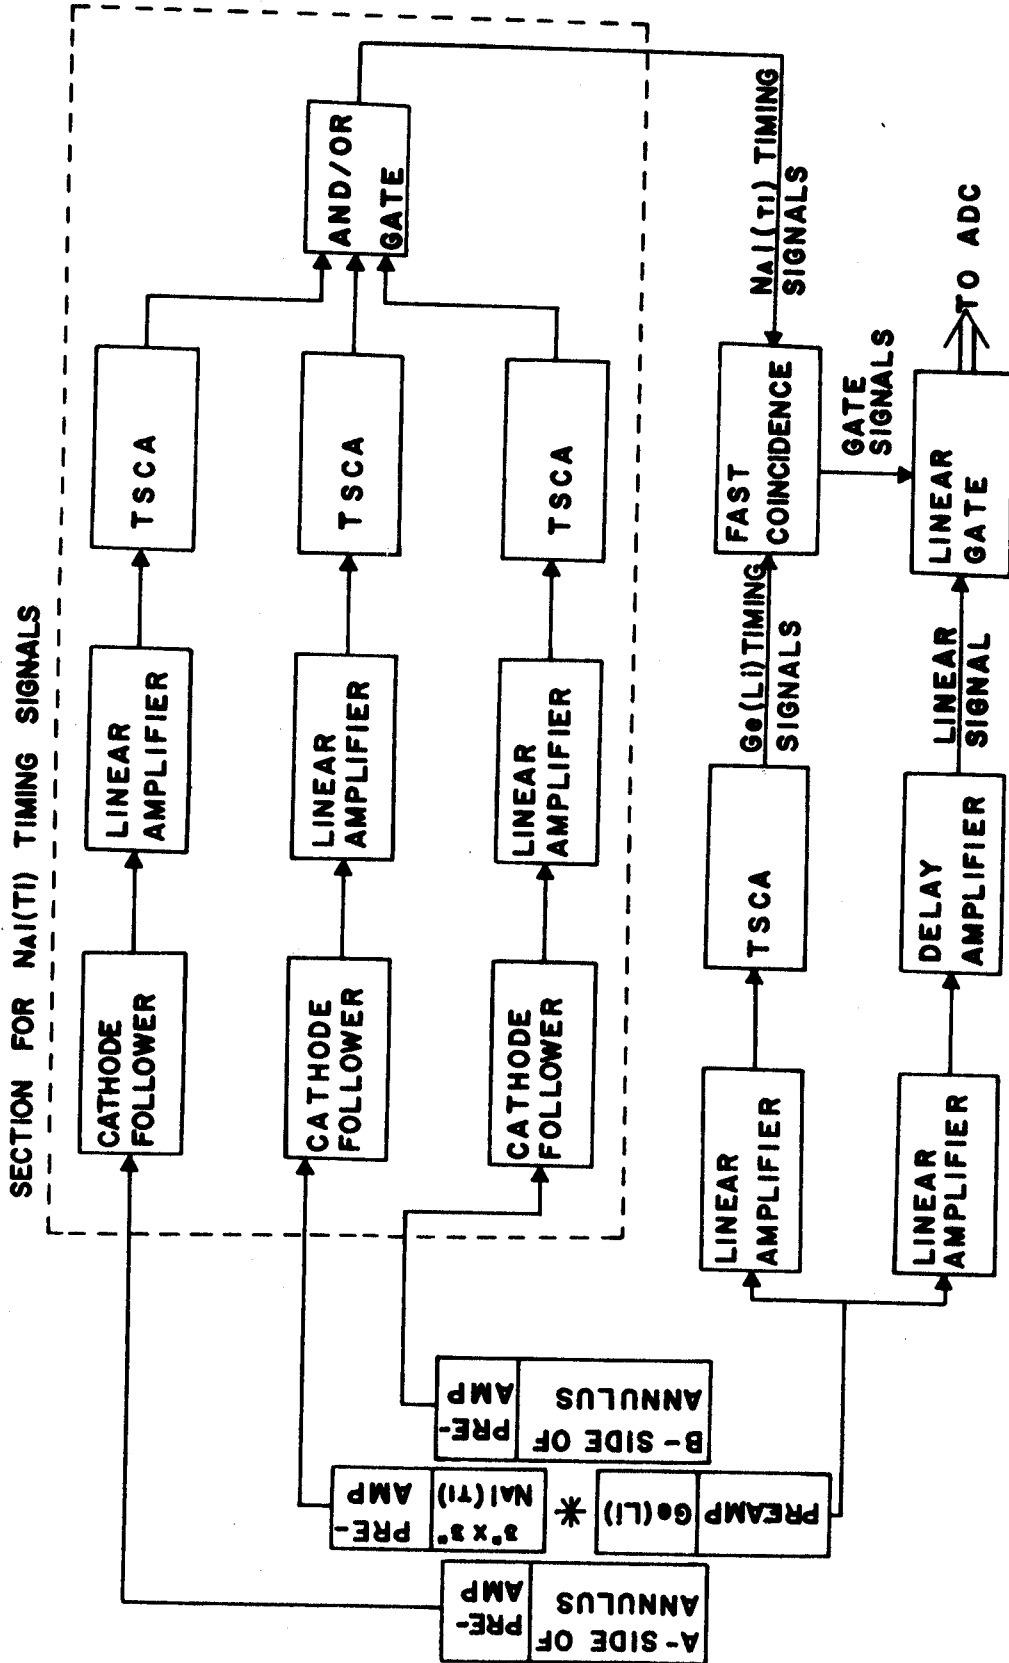 SECTION FOR NAI(Tl) TIMING SIGNALS
CATHODE
FOLLOWER
LINEAR
AMPLIFIER
TSCA
CATHODE
FOLLOWER
LINEAR
AMPLIFIER
TSCA
AND/OR
GATE
CATHODE
FOLLOWER
LINEAR
AMPLIFIER
TSCA
A-SIDE OF
ANNULUS
PRE-
AMP
3" X 3"
NAI(TI)
PRE-
AMP
B-SIDE OF
ANNULUS
PRE-
AMP
Ge(Li)
PREAMP
LINEAR
AMPLIFIER
TSCA
Ge(Li) TIMING
SIGNALS
FAST
COINCIDENCE
NAI(TI) TIMING
SIGNALS
GATE
SIGNALS
LINEAR
AMPLIFIER
DELAY
AMPLIFIER
LINEAR
SIGNAL
LINEAR
GATE
TO ADC